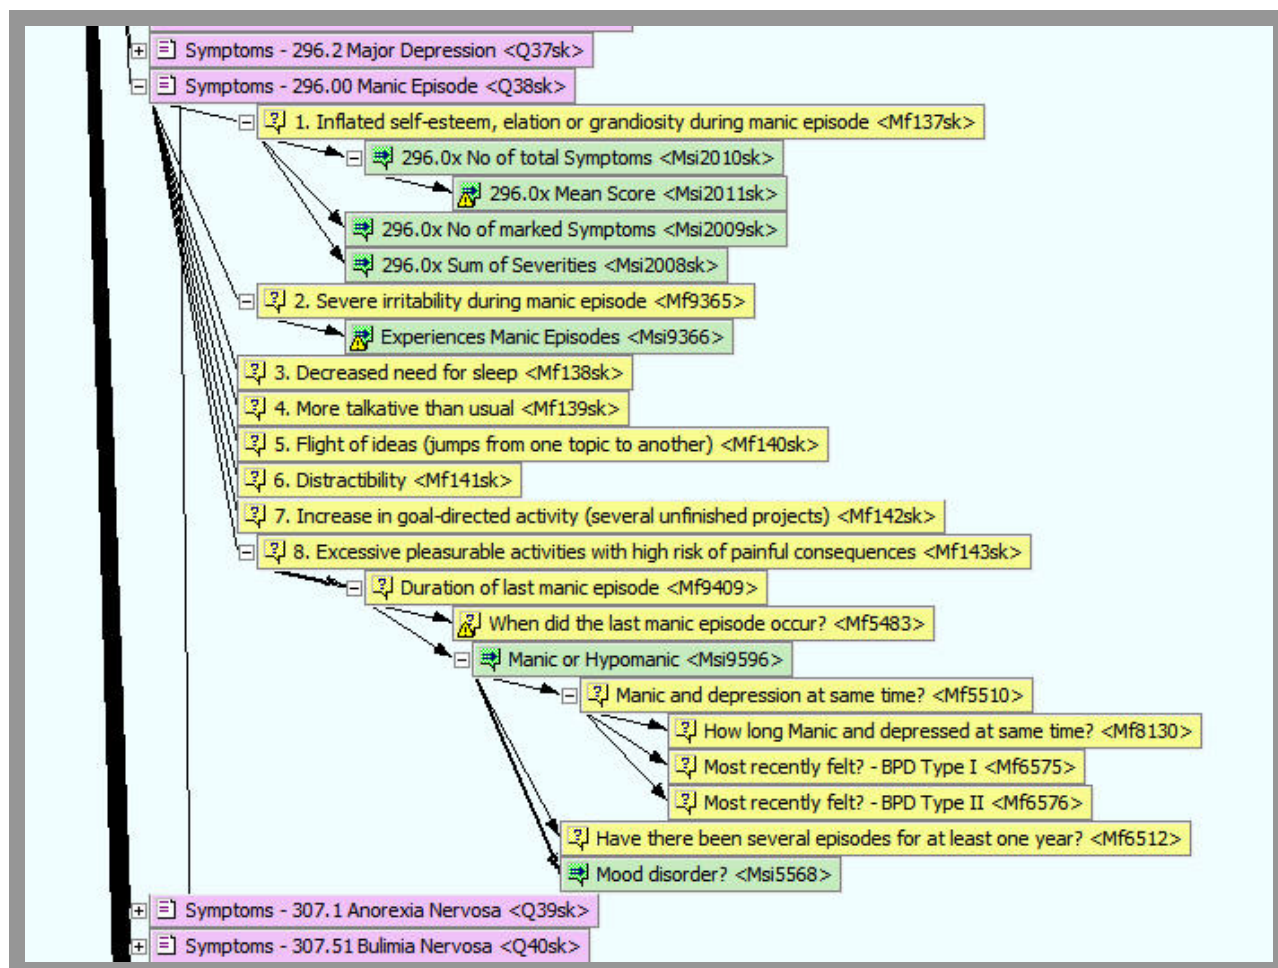 Symptoms - 296.2 Major Depression <Q37sk>
Symptoms - 296.00 Manic Episode <Q38sk>
1. Inflated self-esteem, elation or grandiosity during manic episode <Mf137sk>
296.0x No of total Symptoms <Msi2010sk>
296.0x Mean Score <Msi2011sk>
296.0x No of marked Symptoms <Msi2009sk>
296.0x Sum of Severities <Msi2008sk>
2. Severe irritability during manic episode <Mf9365>
Experiences Manic Episodes <Msi9366>
3. Decreased need for sleep <Mf138sk>
4. More talkative than usual <Mf139sk>
5. Flight of ideas (jumps from one topic to another) <Mf140sk>
6. Distractibility <Mf141sk>
7. Increase in goal-directed activity (several unfinished projects) <Mf142sk>
8. Excessive pleasurable activities with high risk of painful consequences <Mf143sk>
Duration of last manic episode <Mf9409>
When did the last manic episode occur? <Mf5483>
Manic or Hypomanic <Msi9596>
Manic and depression at same time? <Mf5510>
How long Manic and depressed at same time? <Mf8130>
Most recently felt? - BPD Type I <Mf6575>
Most recently felt? - BPD Type II <Mf6576>
Have there been several episodes for at least one year? <Mf6512>
Mood disorder? <Msi5568>
Symptoms - 307.1 Anorexia Nervosa <Q39sk>
Symptoms - 307.51 Bulimia Nervosa <Q40sk>